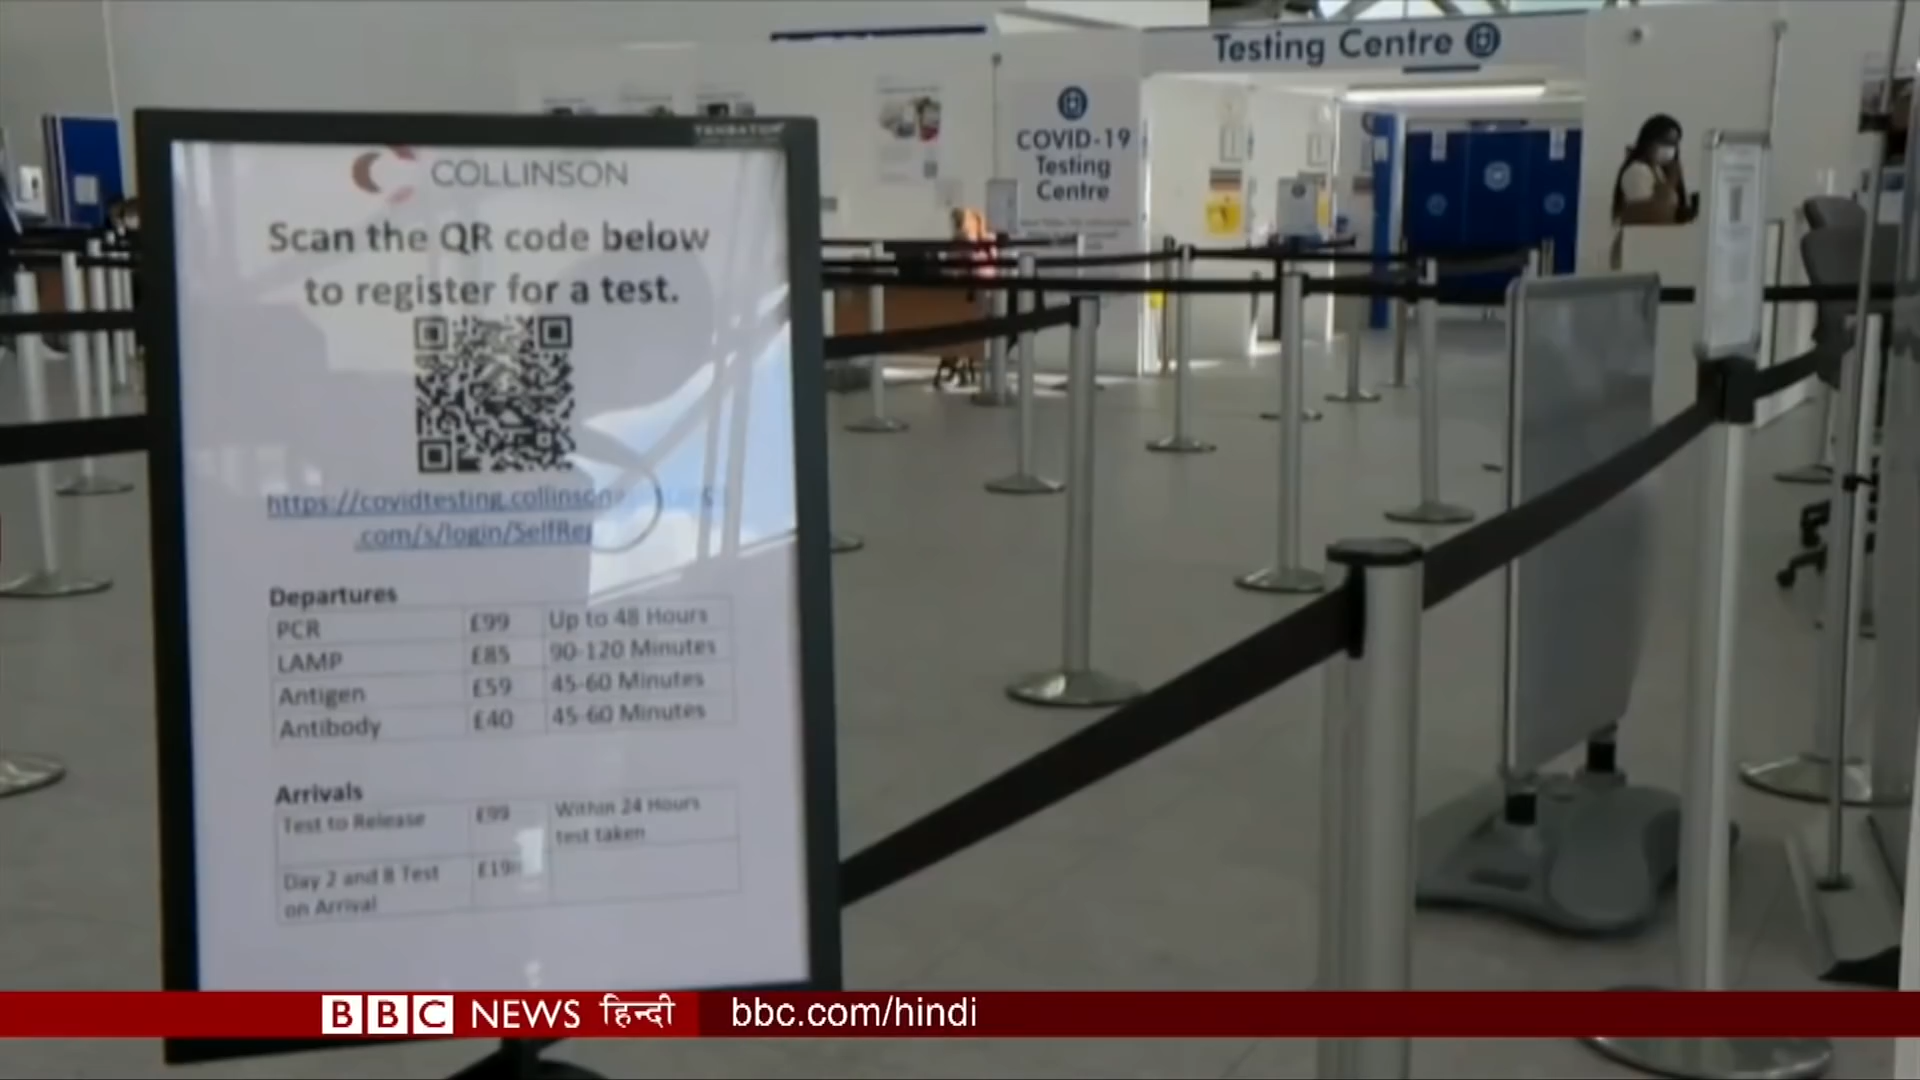 Testing Centre
COVID-19
Testing
Centre
COLLINSON
Scan the QR code below
to register for a test.
https://covidtesting.collinson
.com/s/login/SelfRe
Departures
PCR £99 Up to 48 Hours
LAMP £85 90-120 Minutes
Antigen £59 45-60 Minutes
Antibody £40 45-60 Minutes
Arrivals
Test to Release £99 Within 24 Hours
test taken
Day 2 and 8 Test
on Arrival
BBC NEWS हिन्दी bbc.com/hindi